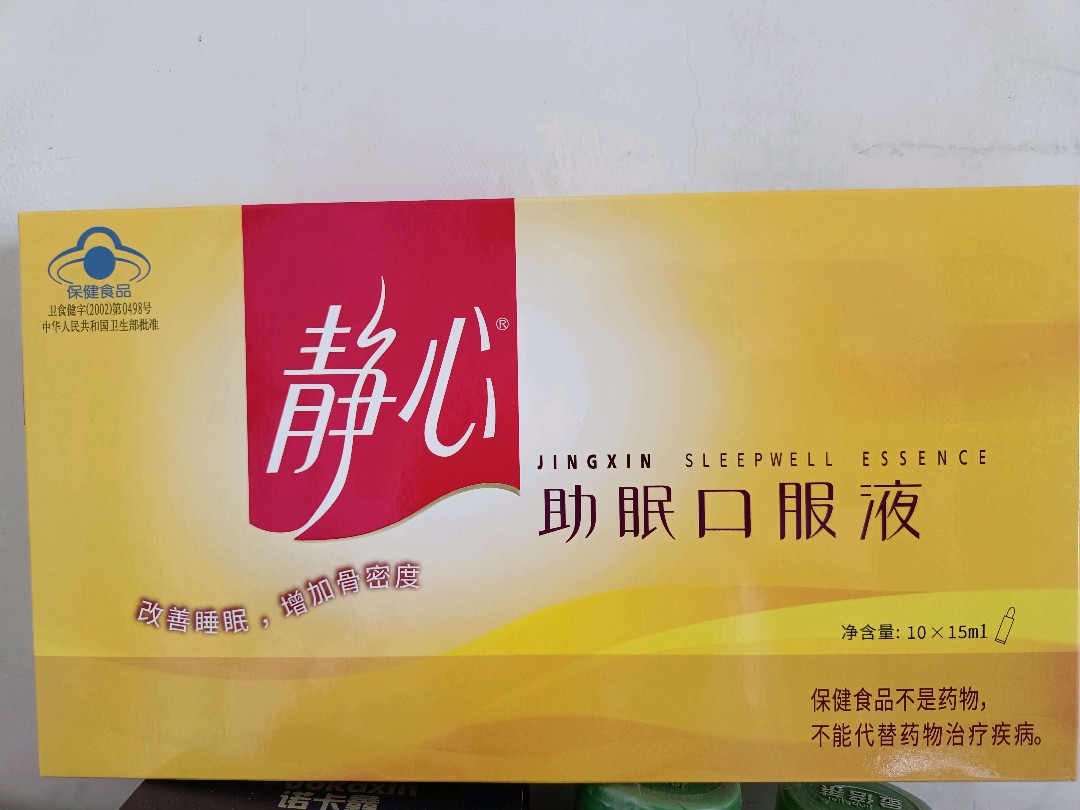 保健食品
卫食健字(2002)第0498号
中华人民共和国卫生部批准
静心®
JINGXIN SLEEPWELL ESSENCE
助眠口服液
改善睡眠，增加骨密度
净含量: 10×15ml
保健食品不是药物，
不能代替药物治疗疾病。
诺卡鑫